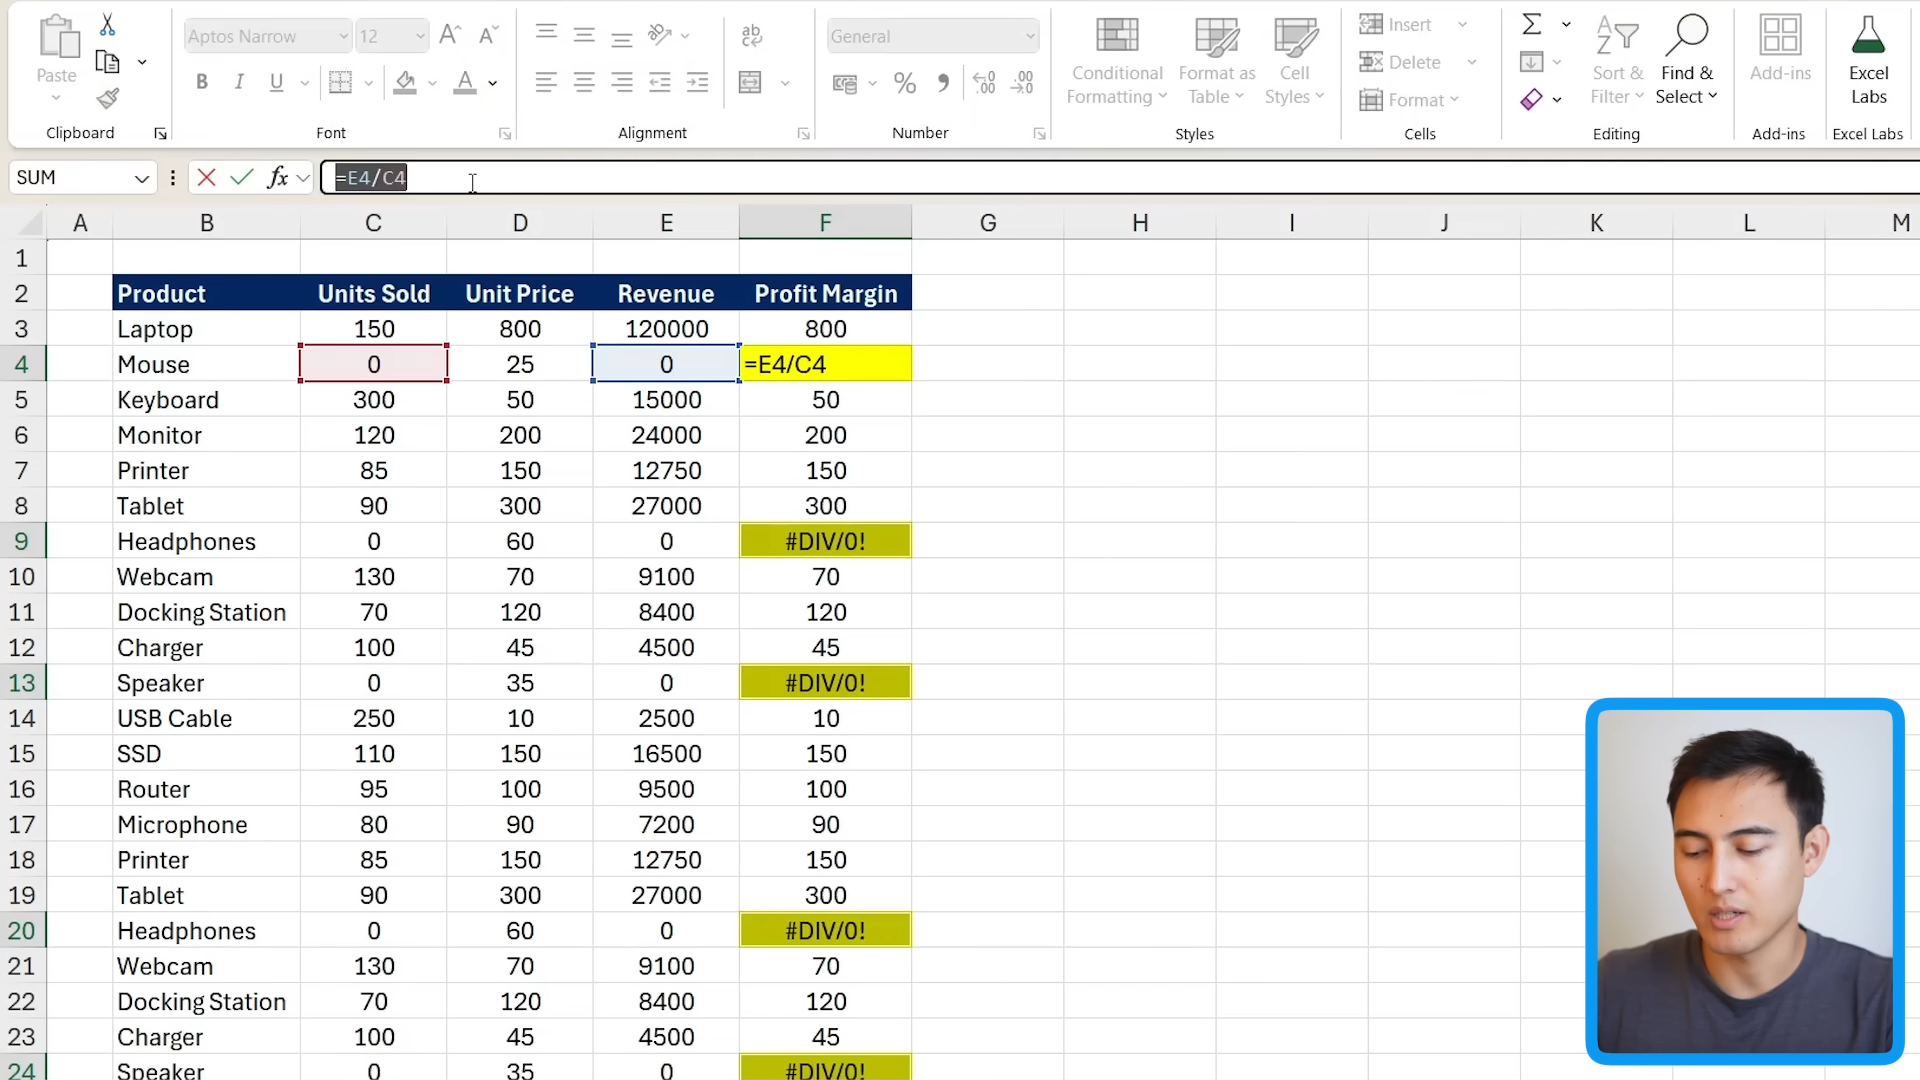 Paste
Clipboard
Aptos Narrow 12
B I U
Font
ab
Alignment
General
Number
Conditional Formatting
Format as Table
Cell Styles
Styles
Insert
Delete
Format
Cells
Sort & Filter
Find & Select
Editing
Add-ins
Add-ins
Excel Labs
Excel Labs
SUM fx =E4/C4
A B C D E F G H I J K L M
1
2 Product Units Sold Unit Price Revenue Profit Margin
3 Laptop 150 800 120000 800
4 Mouse 0 25 0 =E4/C4
5 Keyboard 300 50 15000 50
6 Monitor 120 200 24000 200
7 Printer 85 150 12750 150
8 Tablet 90 300 27000 300
9 Headphones 0 60 0 #DIV/0!
10 Webcam 130 70 9100 70
11 Docking Station 70 120 8400 120
12 Charger 100 45 4500 45
13 Speaker 0 35 0 #DIV/0!
14 USB Cable 250 10 2500 10
15 SSD 110 150 16500 150
16 Router 95 100 9500 100
17 Microphone 80 90 7200 90
18 Printer 85 150 12750 150
19 Tablet 90 300 27000 300
20 Headphones 0 60 0 #DIV/0!
21 Webcam 130 70 9100 70
22 Docking Station 70 120 8400 120
23 Charger 100 45 4500 45
24 Speaker 0 35 0 #DIV/0!